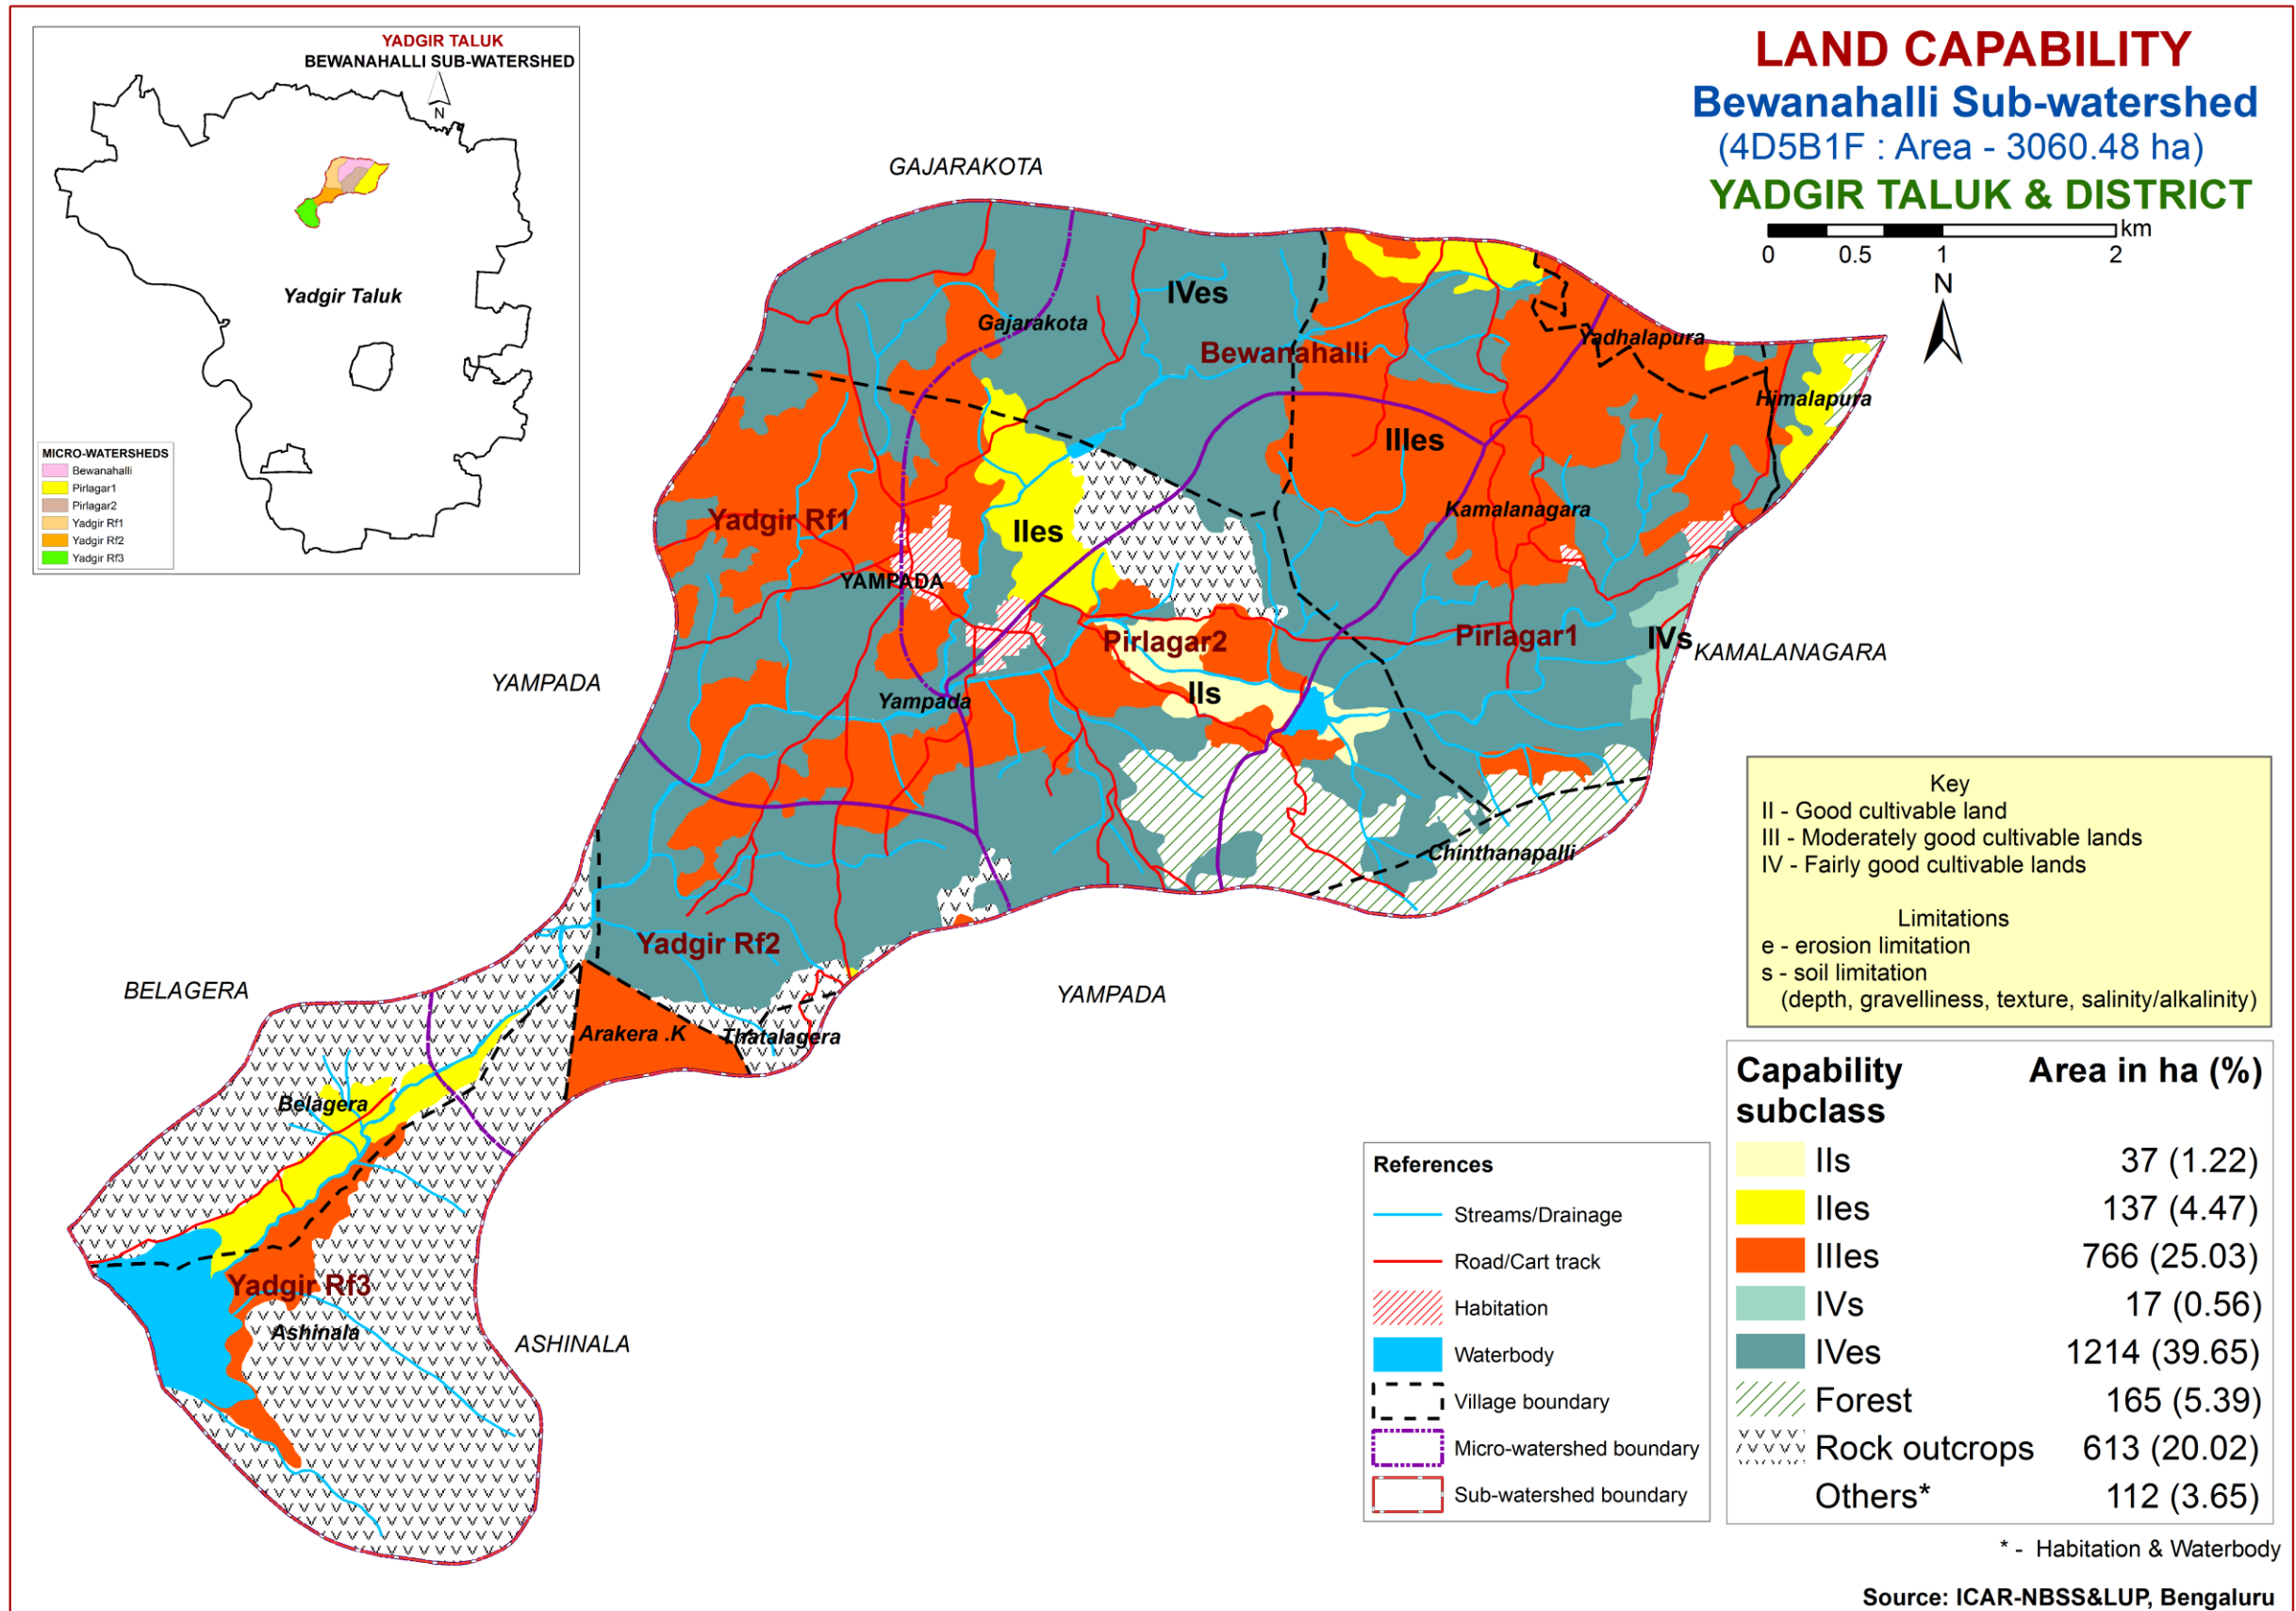 YADGIR TALUK
BEWANAHALLI SUB-WATERSHED
N
Yadgir Taluk
MICRO-WATERSHEDS
Bewanahalli
Pirlagar1
Pirlagar2
Yadgir Rf1
Yadgir Rf2
Yadgir Rf3
LAND CAPABILITY
Bewanahalli Sub-watershed
(4D5B1F : Area - 3060.48 ha)
YADGIR TALUK & DISTRICT
km
0 0.5 1 2
N
GAJARAKOTA
IVes
Gajarakota
Bewanahalli
Yadhalapura
Himalapura
IIIes
Yadgir Rf1
Kamalanagara
IIes
YAMPADA
Pirlagar2
Pirlagar1
IVs
KAMALANAGARA
YAMPADA
IIs
Yampada
Chinthanapalli
Yadgir Rf2
BELAGERA
YAMPADA
Arakera .K
Thatalagera
Belagera
Yadgir Rf3
Ashinala
ASHINALA
Key
II - Good cultivable land
III - Moderately good cultivable lands
IV - Fairly good cultivable lands
Limitations
e - erosion limitation
s - soil limitation
(depth, gravelliness, texture, salinity/alkalinity)
Capability subclass Area in ha (%)
IIs 37 (1.22)
IIes 137 (4.47)
IIIes 766 (25.03)
IVs 17 (0.56)
IVes 1214 (39.65)
Forest 165 (5.39)
Rock outcrops 613 (20.02)
Others* 112 (3.65)
References
Streams/Drainage
Road/Cart track
Habitation
Waterbody
Village boundary
Micro-watershed boundary
Sub-watershed boundary
* - Habitation & Waterbody
Source: ICAR-NBSS&LUP, Bengaluru